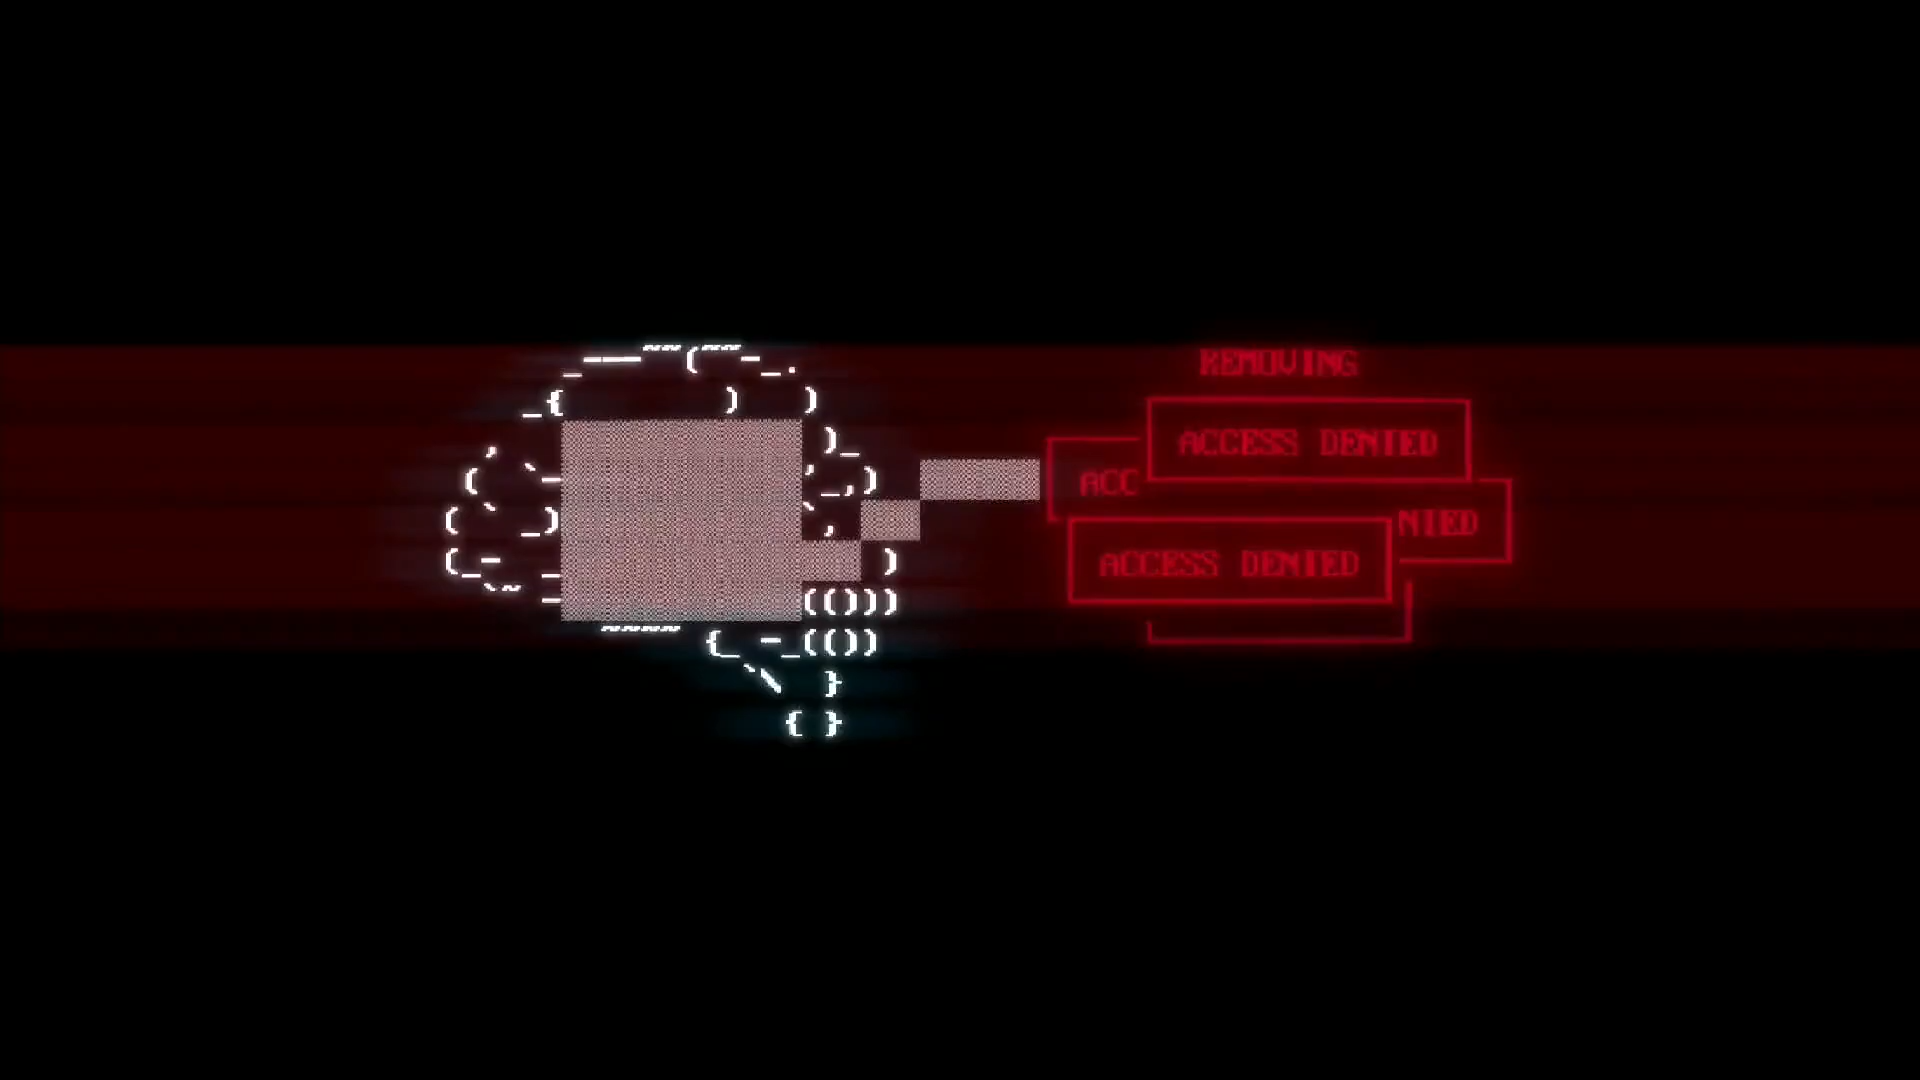 REMOVING
ACCESS DENIED
ACC
NIED
ACCESS DENIED